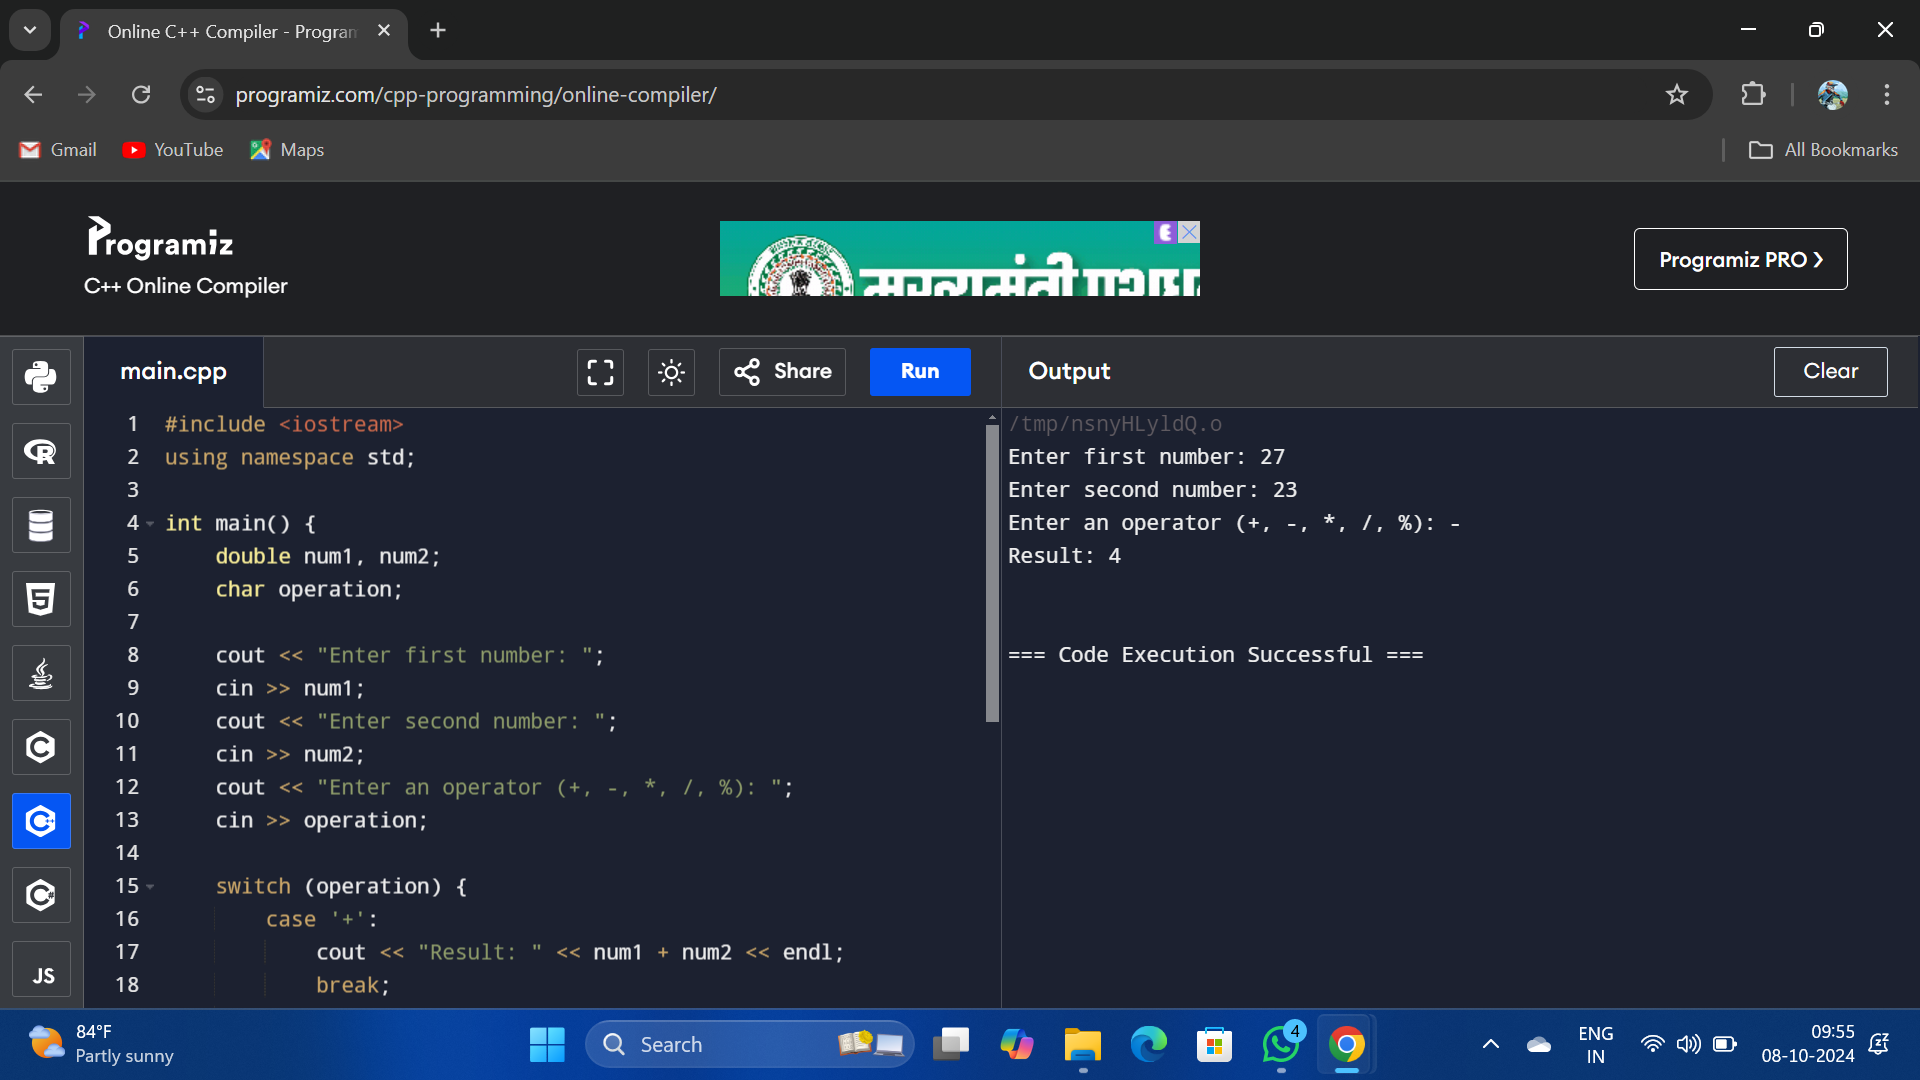 Online C++ Compiler - Program
programiz.com/cpp-programming/online-compiler/
Gmail YouTube Maps All Bookmarks
Programiz
C++ Online Compiler
Programiz PRO ❯
main.cpp Share Run Output Clear
1 #include <iostream>
2 using namespace std;
3
4 int main() {
5 double num1, num2;
6 char operation;
7
8 cout << "Enter first number: ";
9 cin >> num1;
10 cout << "Enter second number: ";
11 cin >> num2;
12 cout << "Enter an operator (+, -, *, /, %): ";
13 cin >> operation;
14
15 switch (operation) {
16 case '+':
17 cout << "Result: " << num1 + num2 << endl;
18 break;
/tmp/nsnyHLyldQ.o
Enter first number: 27
Enter second number: 23
Enter an operator (+, -, *, /, %): -
Result: 4
=== Code Execution Successful ===
JS
84°F
Partly sunny
Search
4
ENG
IN
09:55
08-10-2024